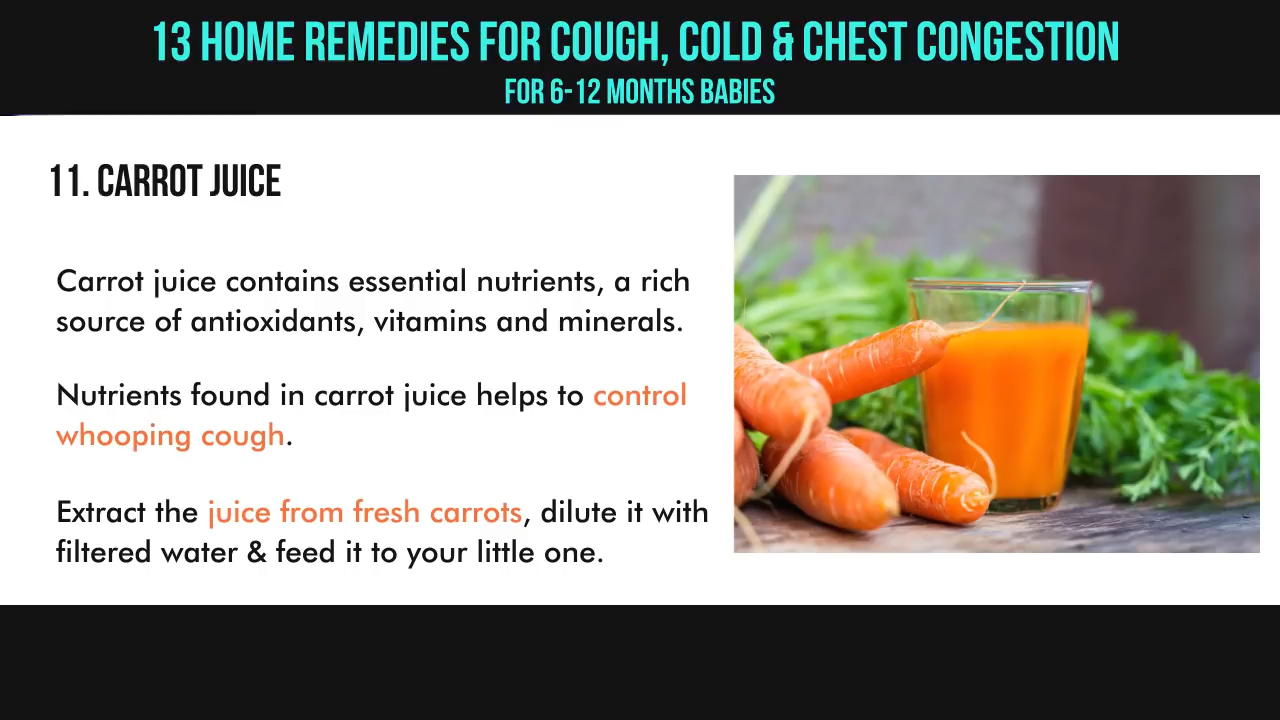 13 HOME REMEDIES FOR COUGH, COLD & CHEST CONGESTION
FOR 6-12 MONTHS BABIES
11. CARROT JUICE
Carrot juice contains essential nutrients, a rich
source of antioxidants, vitamins and minerals.
Nutrients found in carrot juice helps to control
whooping cough.
Extract the juice from fresh carrots, dilute it with
filtered water & feed it to your little one.